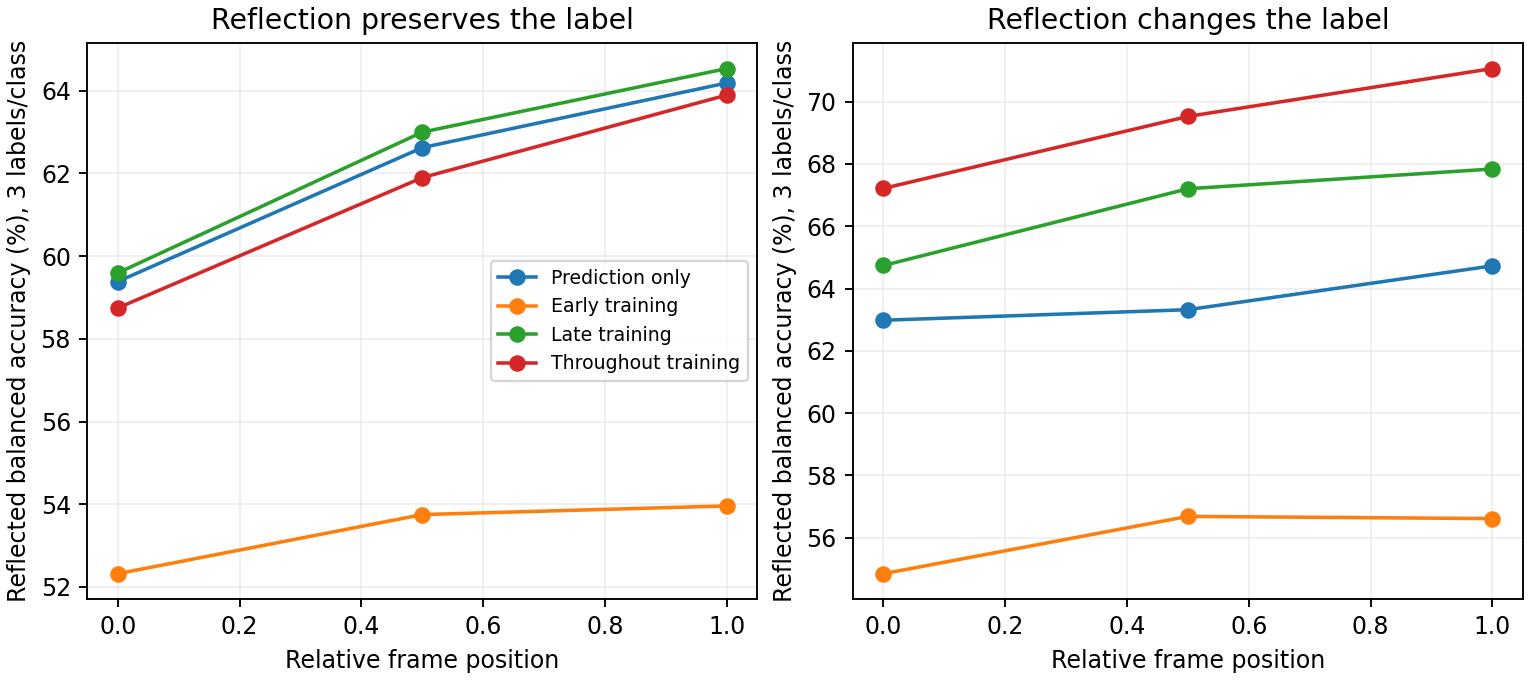 Reflection preserves the label
Reflected balanced accuracy (%), 3 labels/class
64
62
60
58
56
54
52
Prediction only
Early training
Late training
Throughout training
0.0 0.2 0.4 0.6 0.8 1.0
Relative frame position
Reflection changes the label
Reflected balanced accuracy (%), 3 labels/class
70
68
66
64
62
60
58
56
0.0 0.2 0.4 0.6 0.8 1.0
Relative frame position